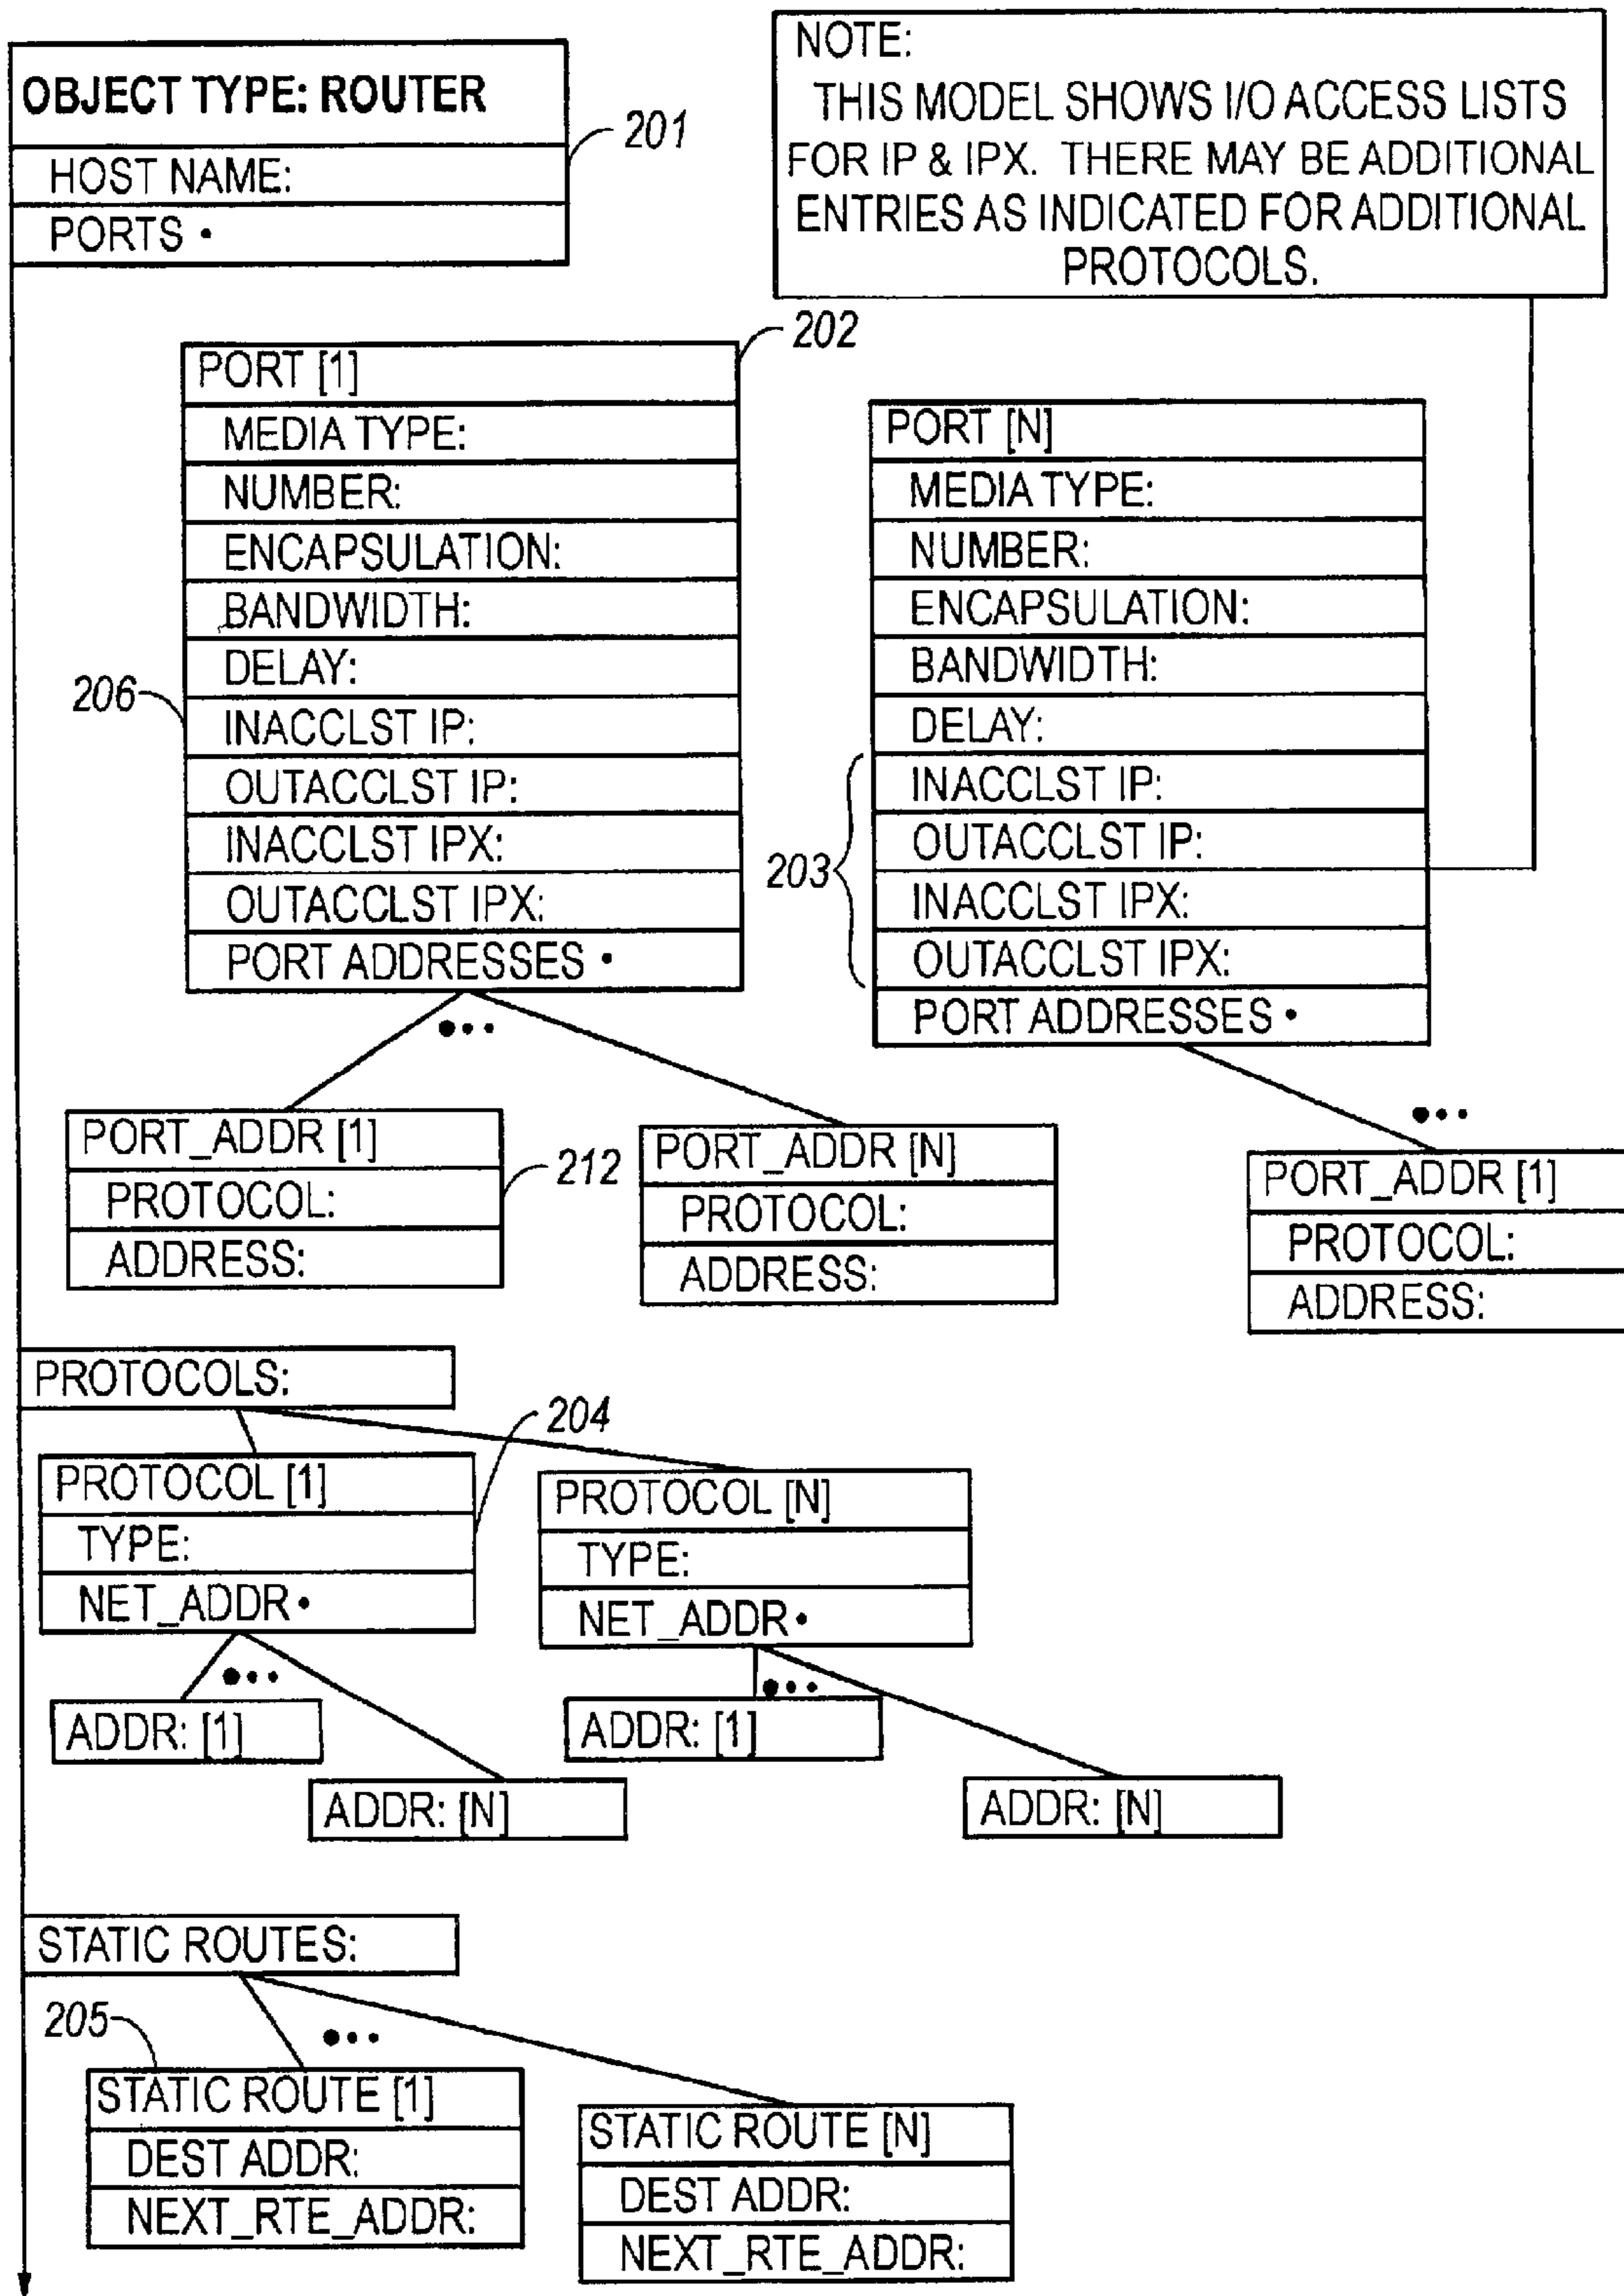 OBJECT TYPE: ROUTER
HOST NAME:
PORTS •
201
NOTE:
THIS MODEL SHOWS I/O ACCESS LISTS
FOR IP & IPX. THERE MAY BE ADDITIONAL
ENTRIES AS INDICATED FOR ADDITIONAL
PROTOCOLS.
202
PORT [1]
MEDIA TYPE:
NUMBER:
ENCAPSULATION:
BANDWIDTH:
DELAY:
206
INACCLST IP:
OUTACCLST IP:
INACCLST IPX:
OUTACCLST IPX:
PORT ADDRESSES •
PORT [N]
MEDIA TYPE:
NUMBER:
ENCAPSULATION:
BANDWIDTH:
DELAY:
203
INACCLST IP:
OUTACCLST IP:
INACCLST IPX:
OUTACCLST IPX:
PORT ADDRESSES •
PORT_ADDR [1]
PROTOCOL:
ADDRESS:
212
PORT_ADDR [N]
PROTOCOL:
ADDRESS:
PORT_ADDR [1]
PROTOCOL:
ADDRESS:
PROTOCOLS:
204
PROTOCOL [1]
TYPE:
NET_ADDR •
PROTOCOL [N]
TYPE:
NET_ADDR •
ADDR: [1]
ADDR: [N]
ADDR: [1]
ADDR: [N]
STATIC ROUTES:
205
STATIC ROUTE [1]
DEST ADDR:
NEXT_RTE_ADDR:
STATIC ROUTE [N]
DEST ADDR:
NEXT_RTE_ADDR: